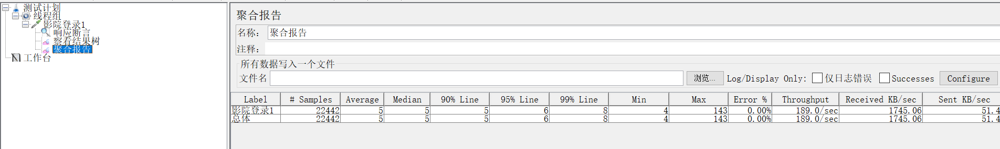 测试计划
线程组
影院登录1
响应断言
察看结果树
聚合报告
工作台
聚合报告
名称： 聚合报告
注释：
所有数据写入一个文件
文件名 浏览... Log/Display Only: 仅日志错误 Successes Configure
Label # Samples Average Median 90% Line 95% Line 99% Line Min Max Error % Throughput Received KB/sec Sent KB/sec
影院登录1 22442 5 5 5 6 8 4 143 0.00% 189.0/sec 1745.06 51.4
总体 22442 5 5 5 6 8 4 143 0.00% 189.0/sec 1745.06 51.4